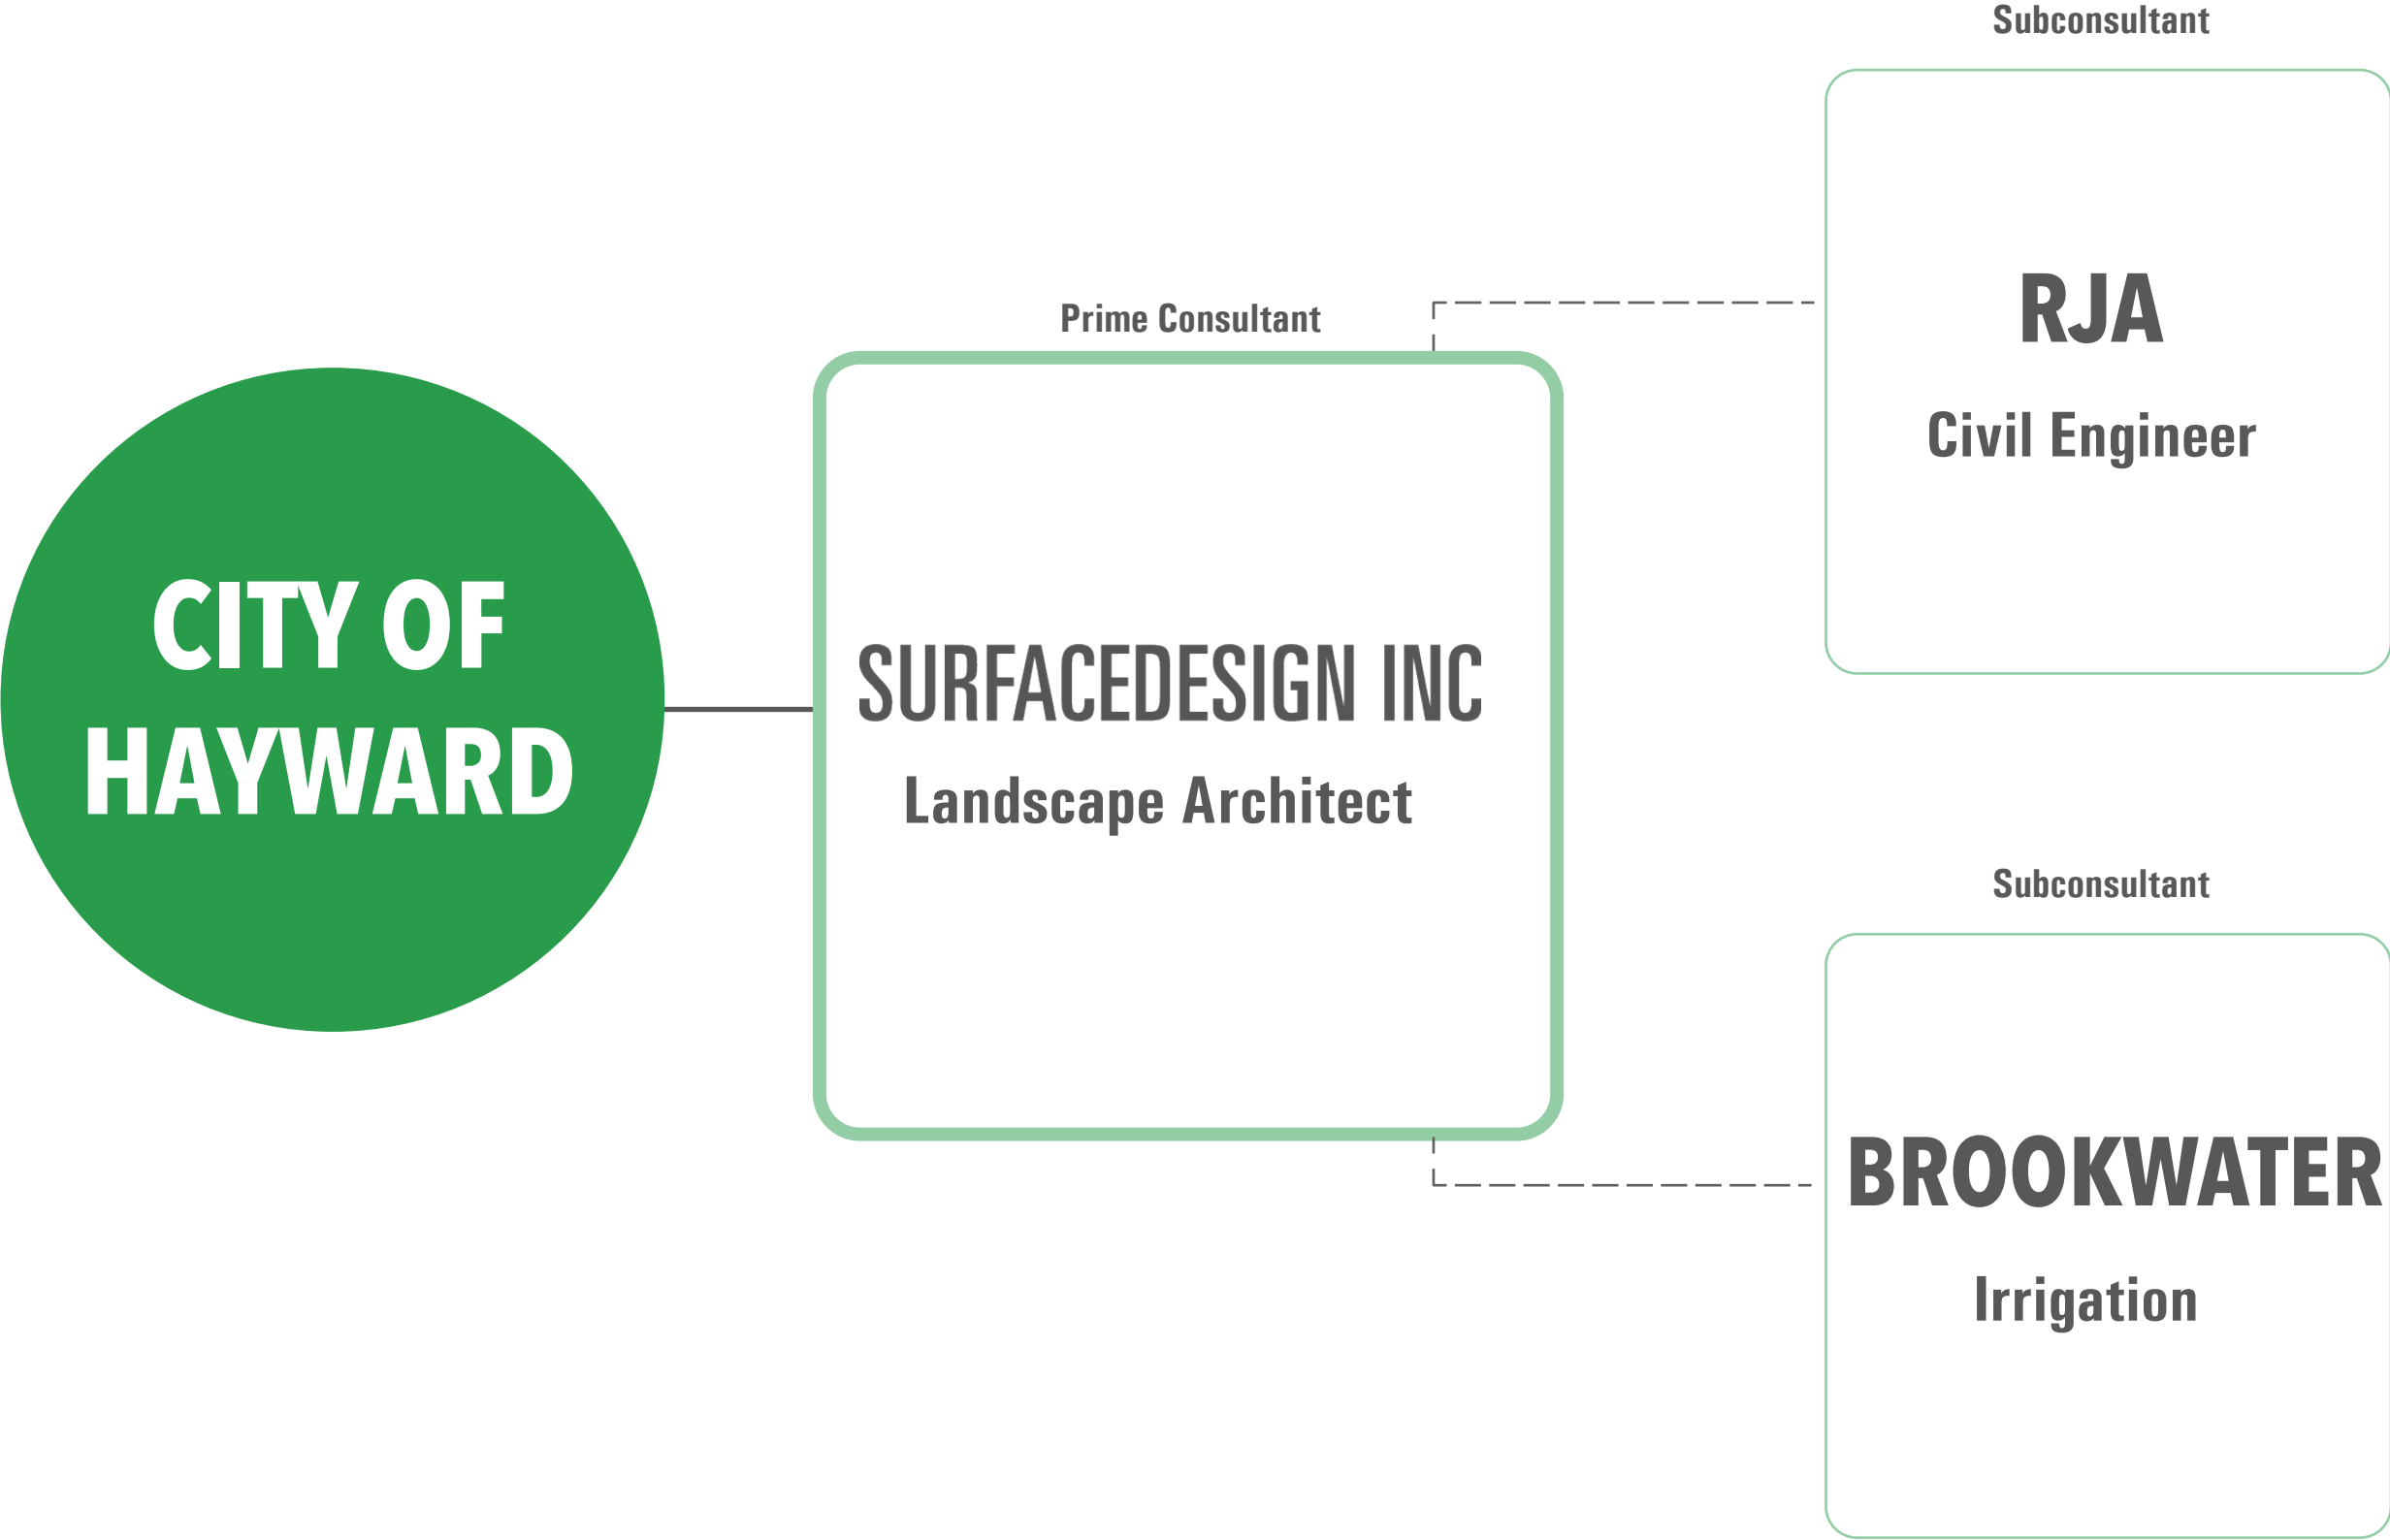 CITY OF
HAYWARD
Prime Consultant
SURFACEDESIGN INC
Landscape Architect
Subconsultant
RJA
Civil Engineer
Subconsultant
BROOKWATER
Irrigation